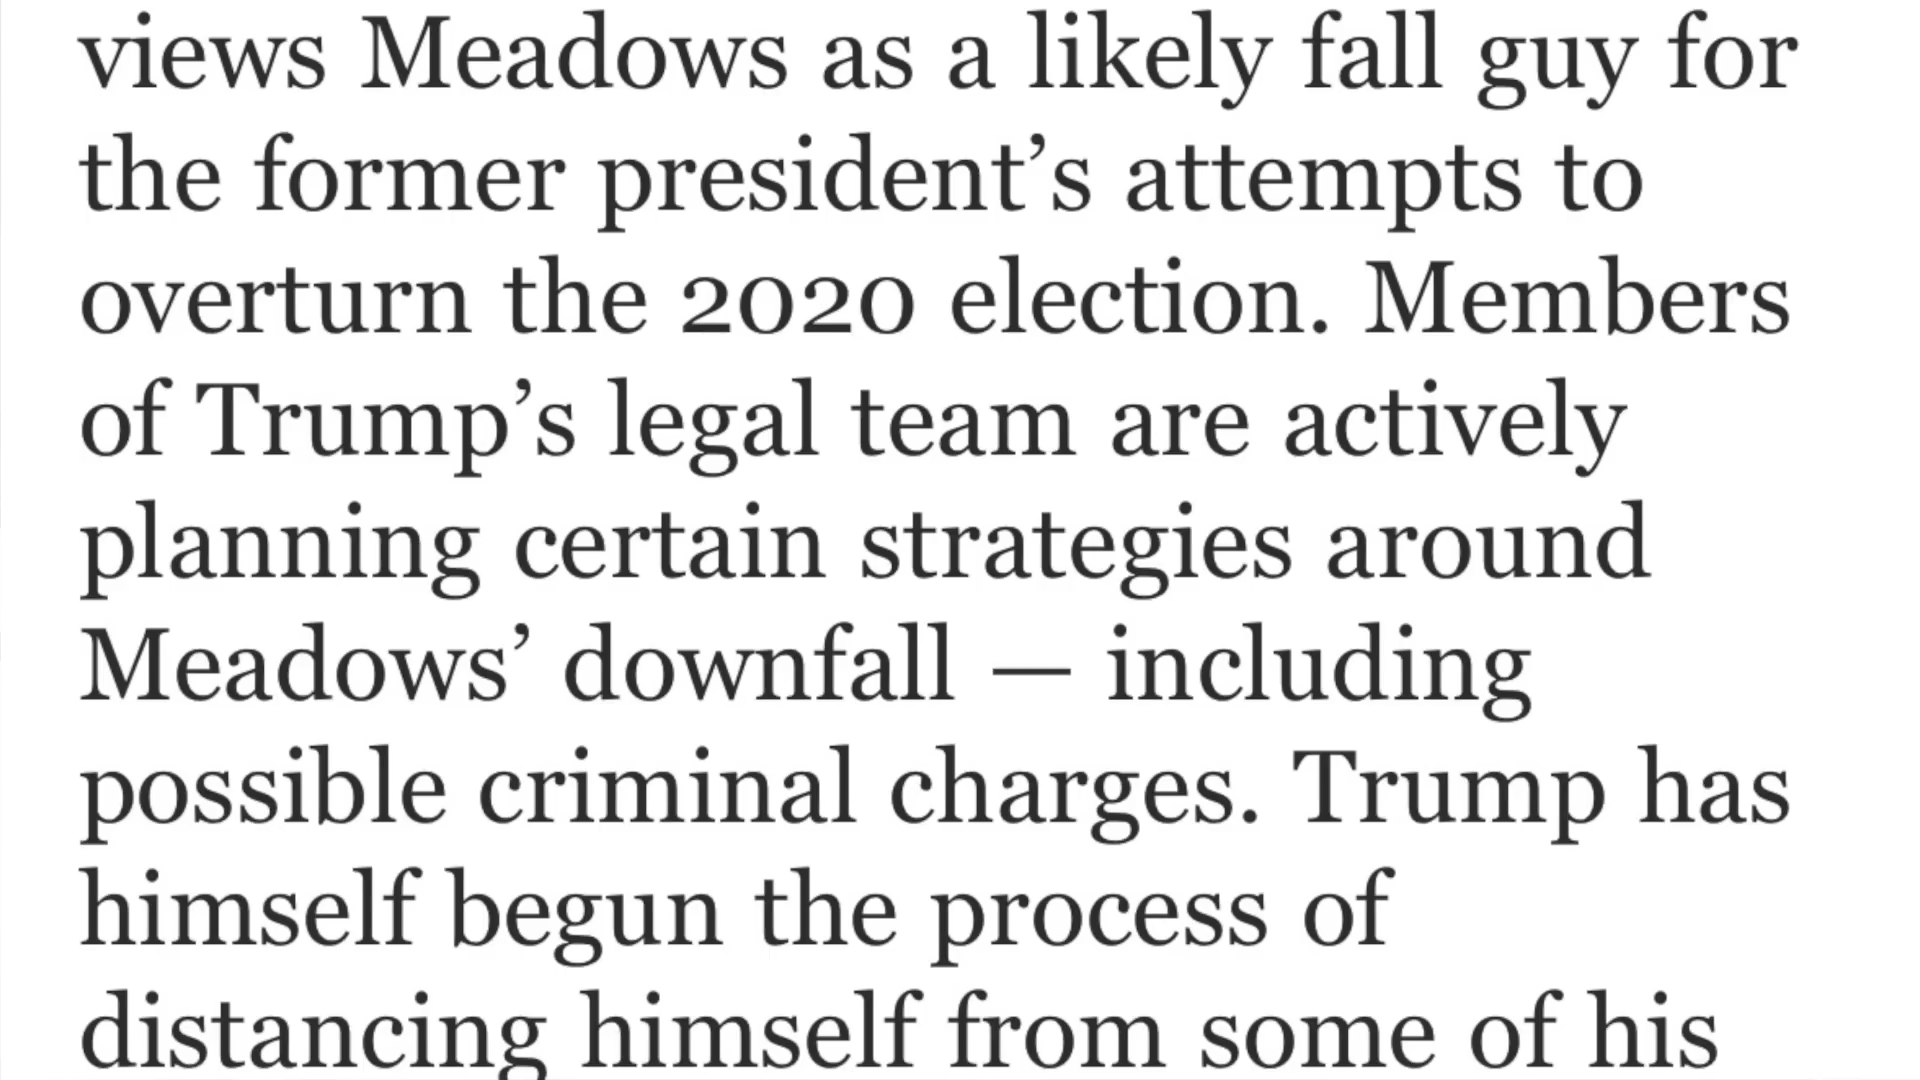 views Meadows as a likely fall guy for
the former president’s attempts to
overturn the 2020 election. Members
of Trump’s legal team are actively
planning certain strategies around
Meadows’ downfall — including
possible criminal charges. Trump has
himself begun the process of
distancing himself from some of his